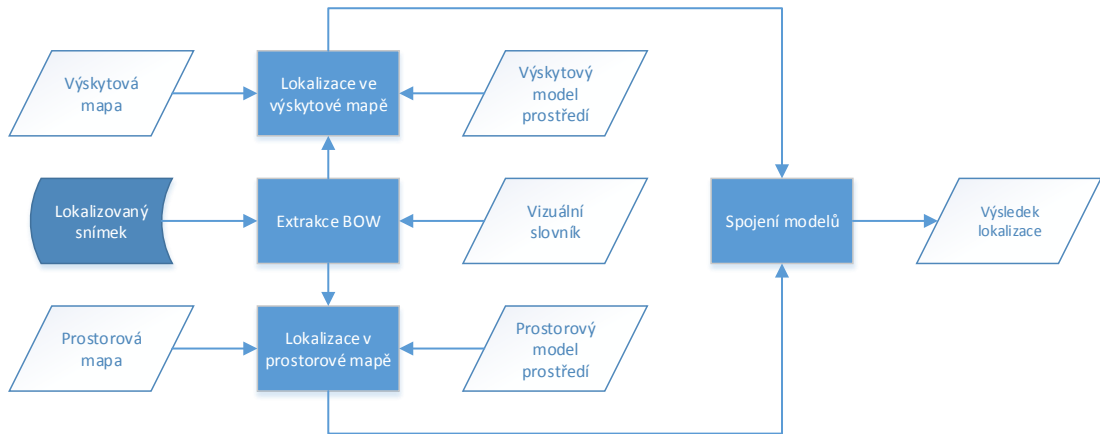 Výskytová
mapa
Lokalizace ve
výskytové mapě
Výskytový
model
prostředí
Lokalizovaný
snímek
Extrakce BOW
Vizuální
slovník
Spojení modelů
Výsledek
lokalizace
Prostorová
mapa
Lokalizace v
prostorové mapě
Prostorový
model
prostředí